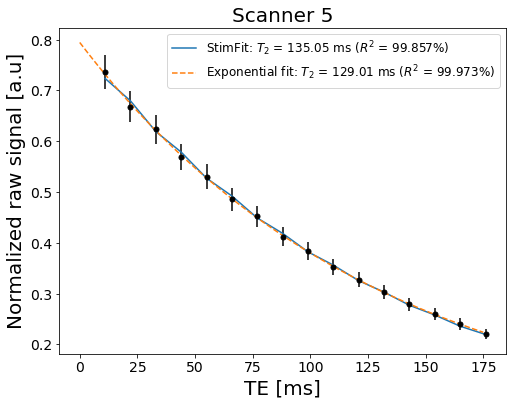 Scanner 5
StimFit: T₂ = 135.05 ms (R² = 99.857%)
Exponential fit: T₂ = 129.01 ms (R² = 99.973%)
Normalized raw signal [a.u]
0.8
0.7
0.6
0.5
0.4
0.3
0.2
0 25 50 75 100 125 150 175
TE [ms]